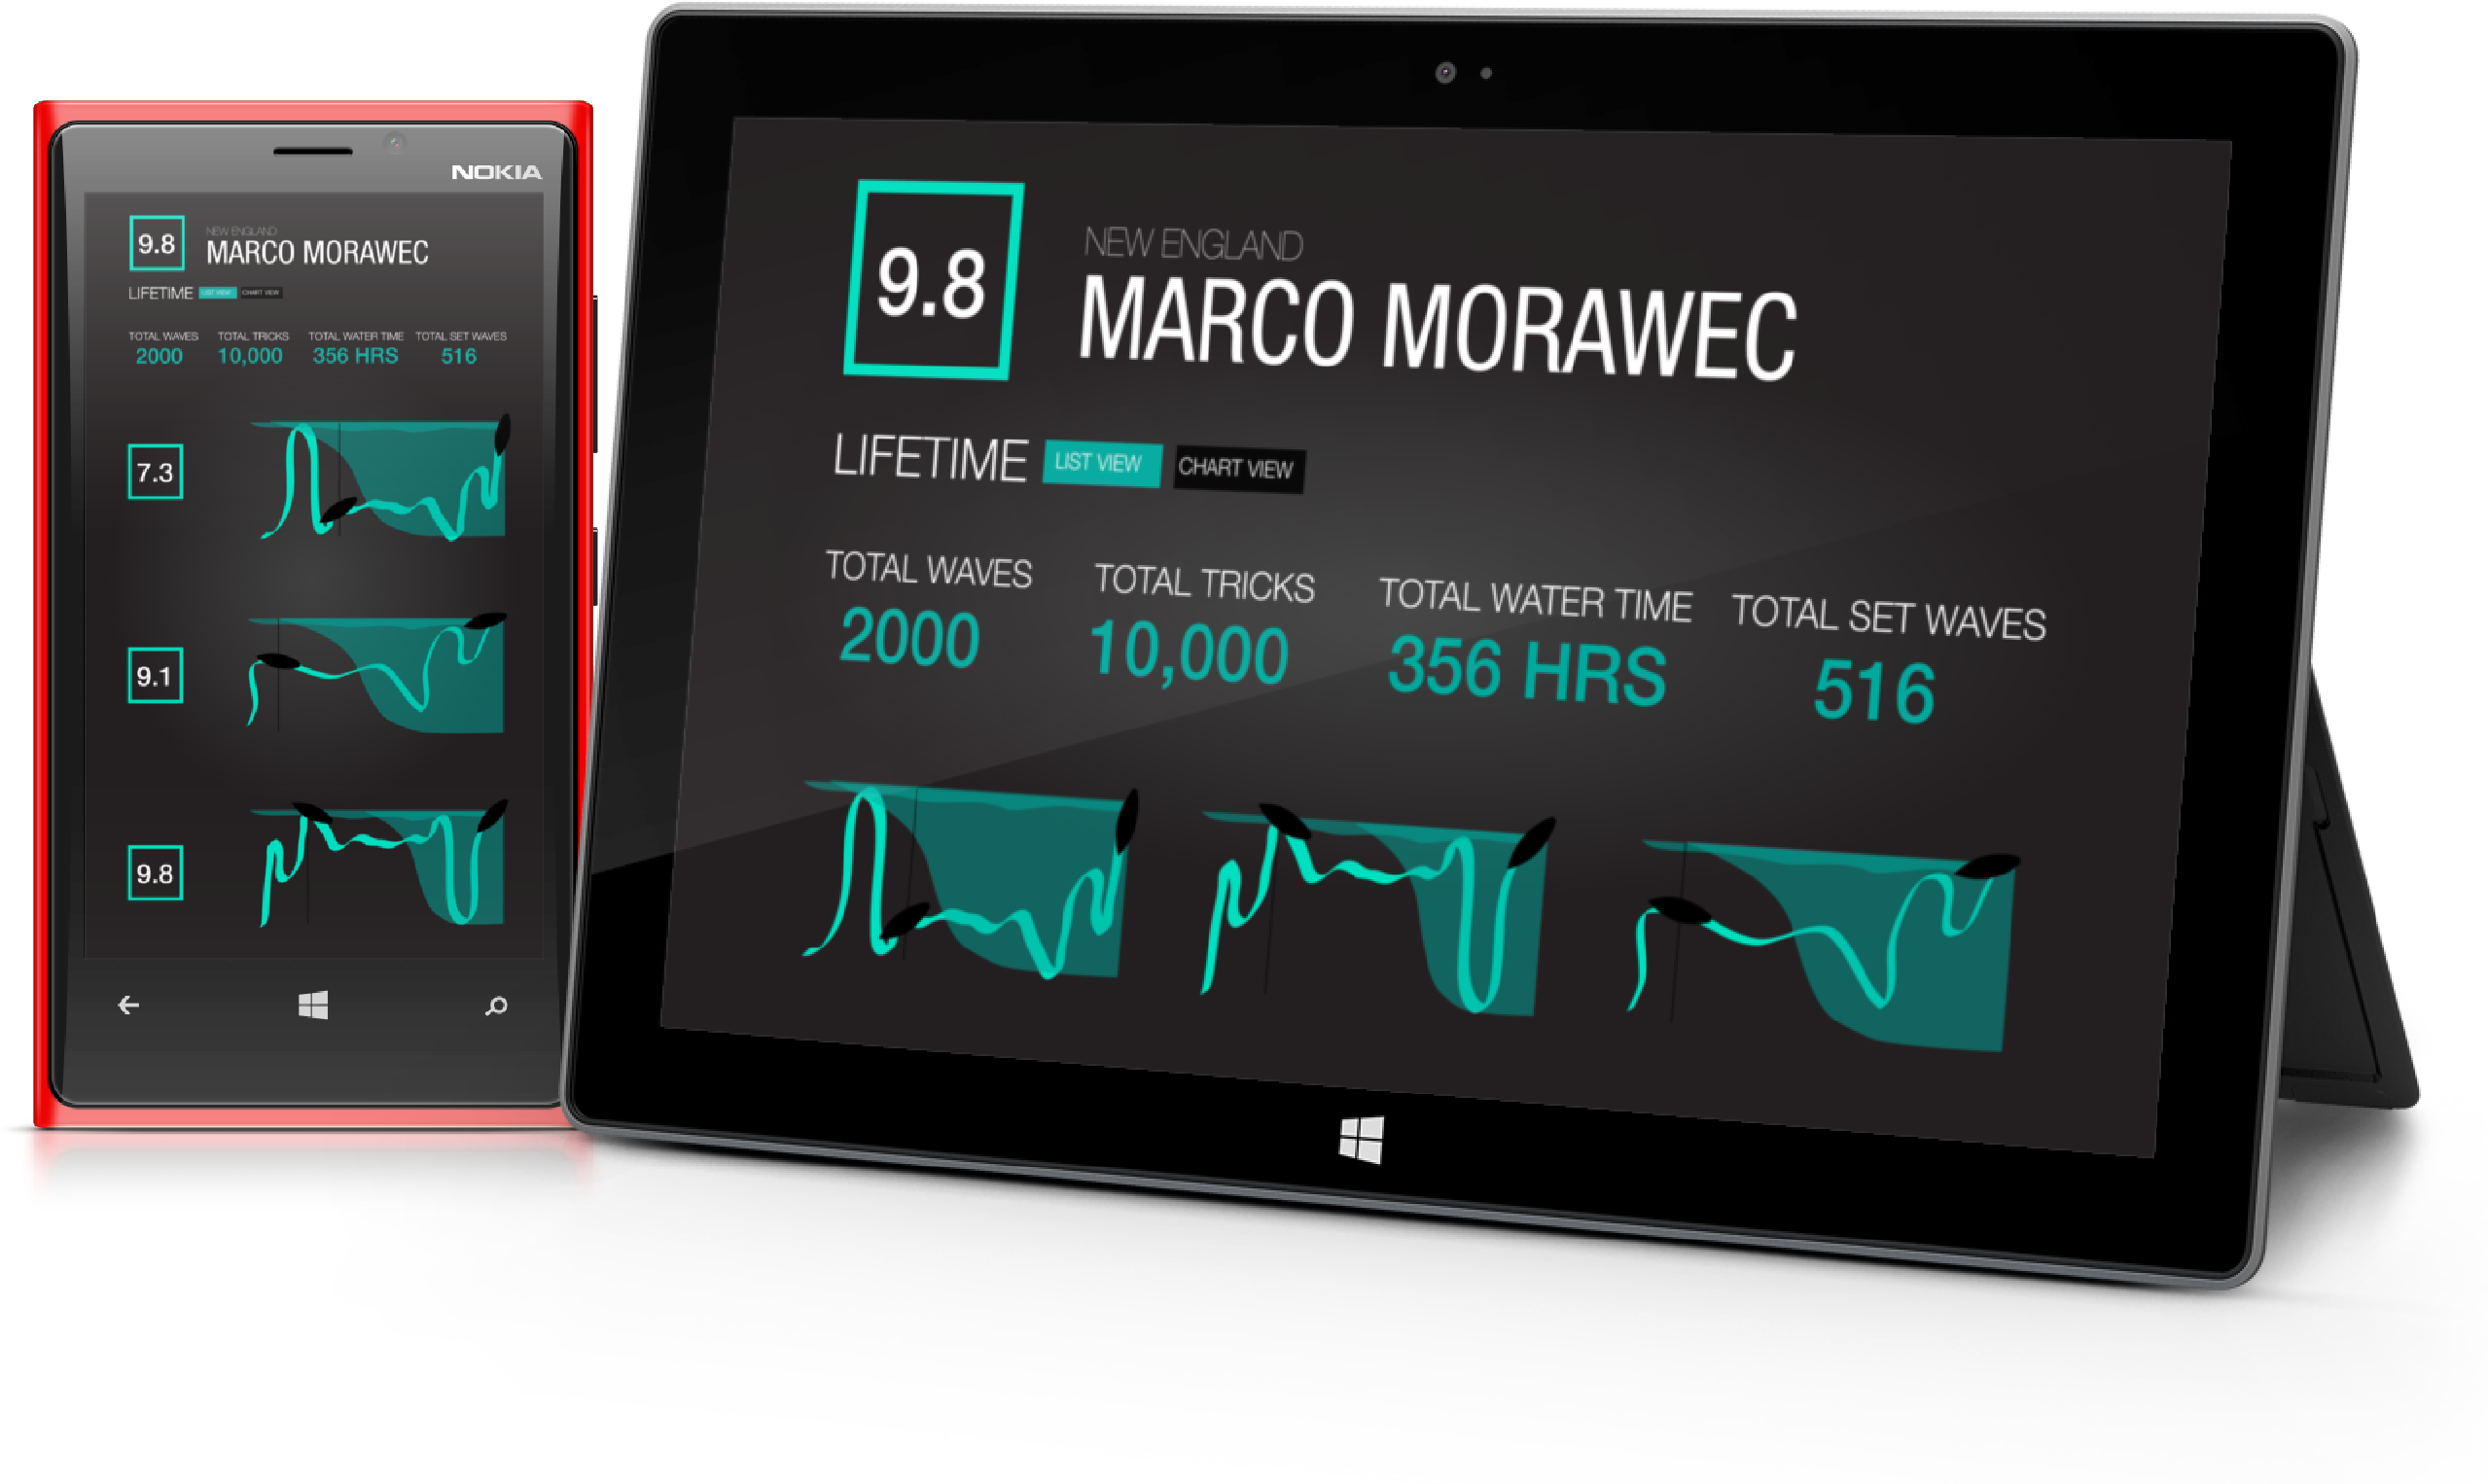 NOKIA
9.8
NEW ENGLAND
MARCO MORAWEC
LIFETIME LIST VIEW CHART VIEW
TOTAL WAVES TOTAL TRICKS TOTAL WATER TIME TOTAL SET WAVES
2000 10,000 356 HRS 516
7.3
9.1
9.8
9.8
NEW ENGLAND
MARCO MORAWEC
LIFETIME LIST VIEW CHART VIEW
TOTAL WAVES TOTAL TRICKS TOTAL WATER TIME TOTAL SET WAVES
2000 10,000 356 HRS 516